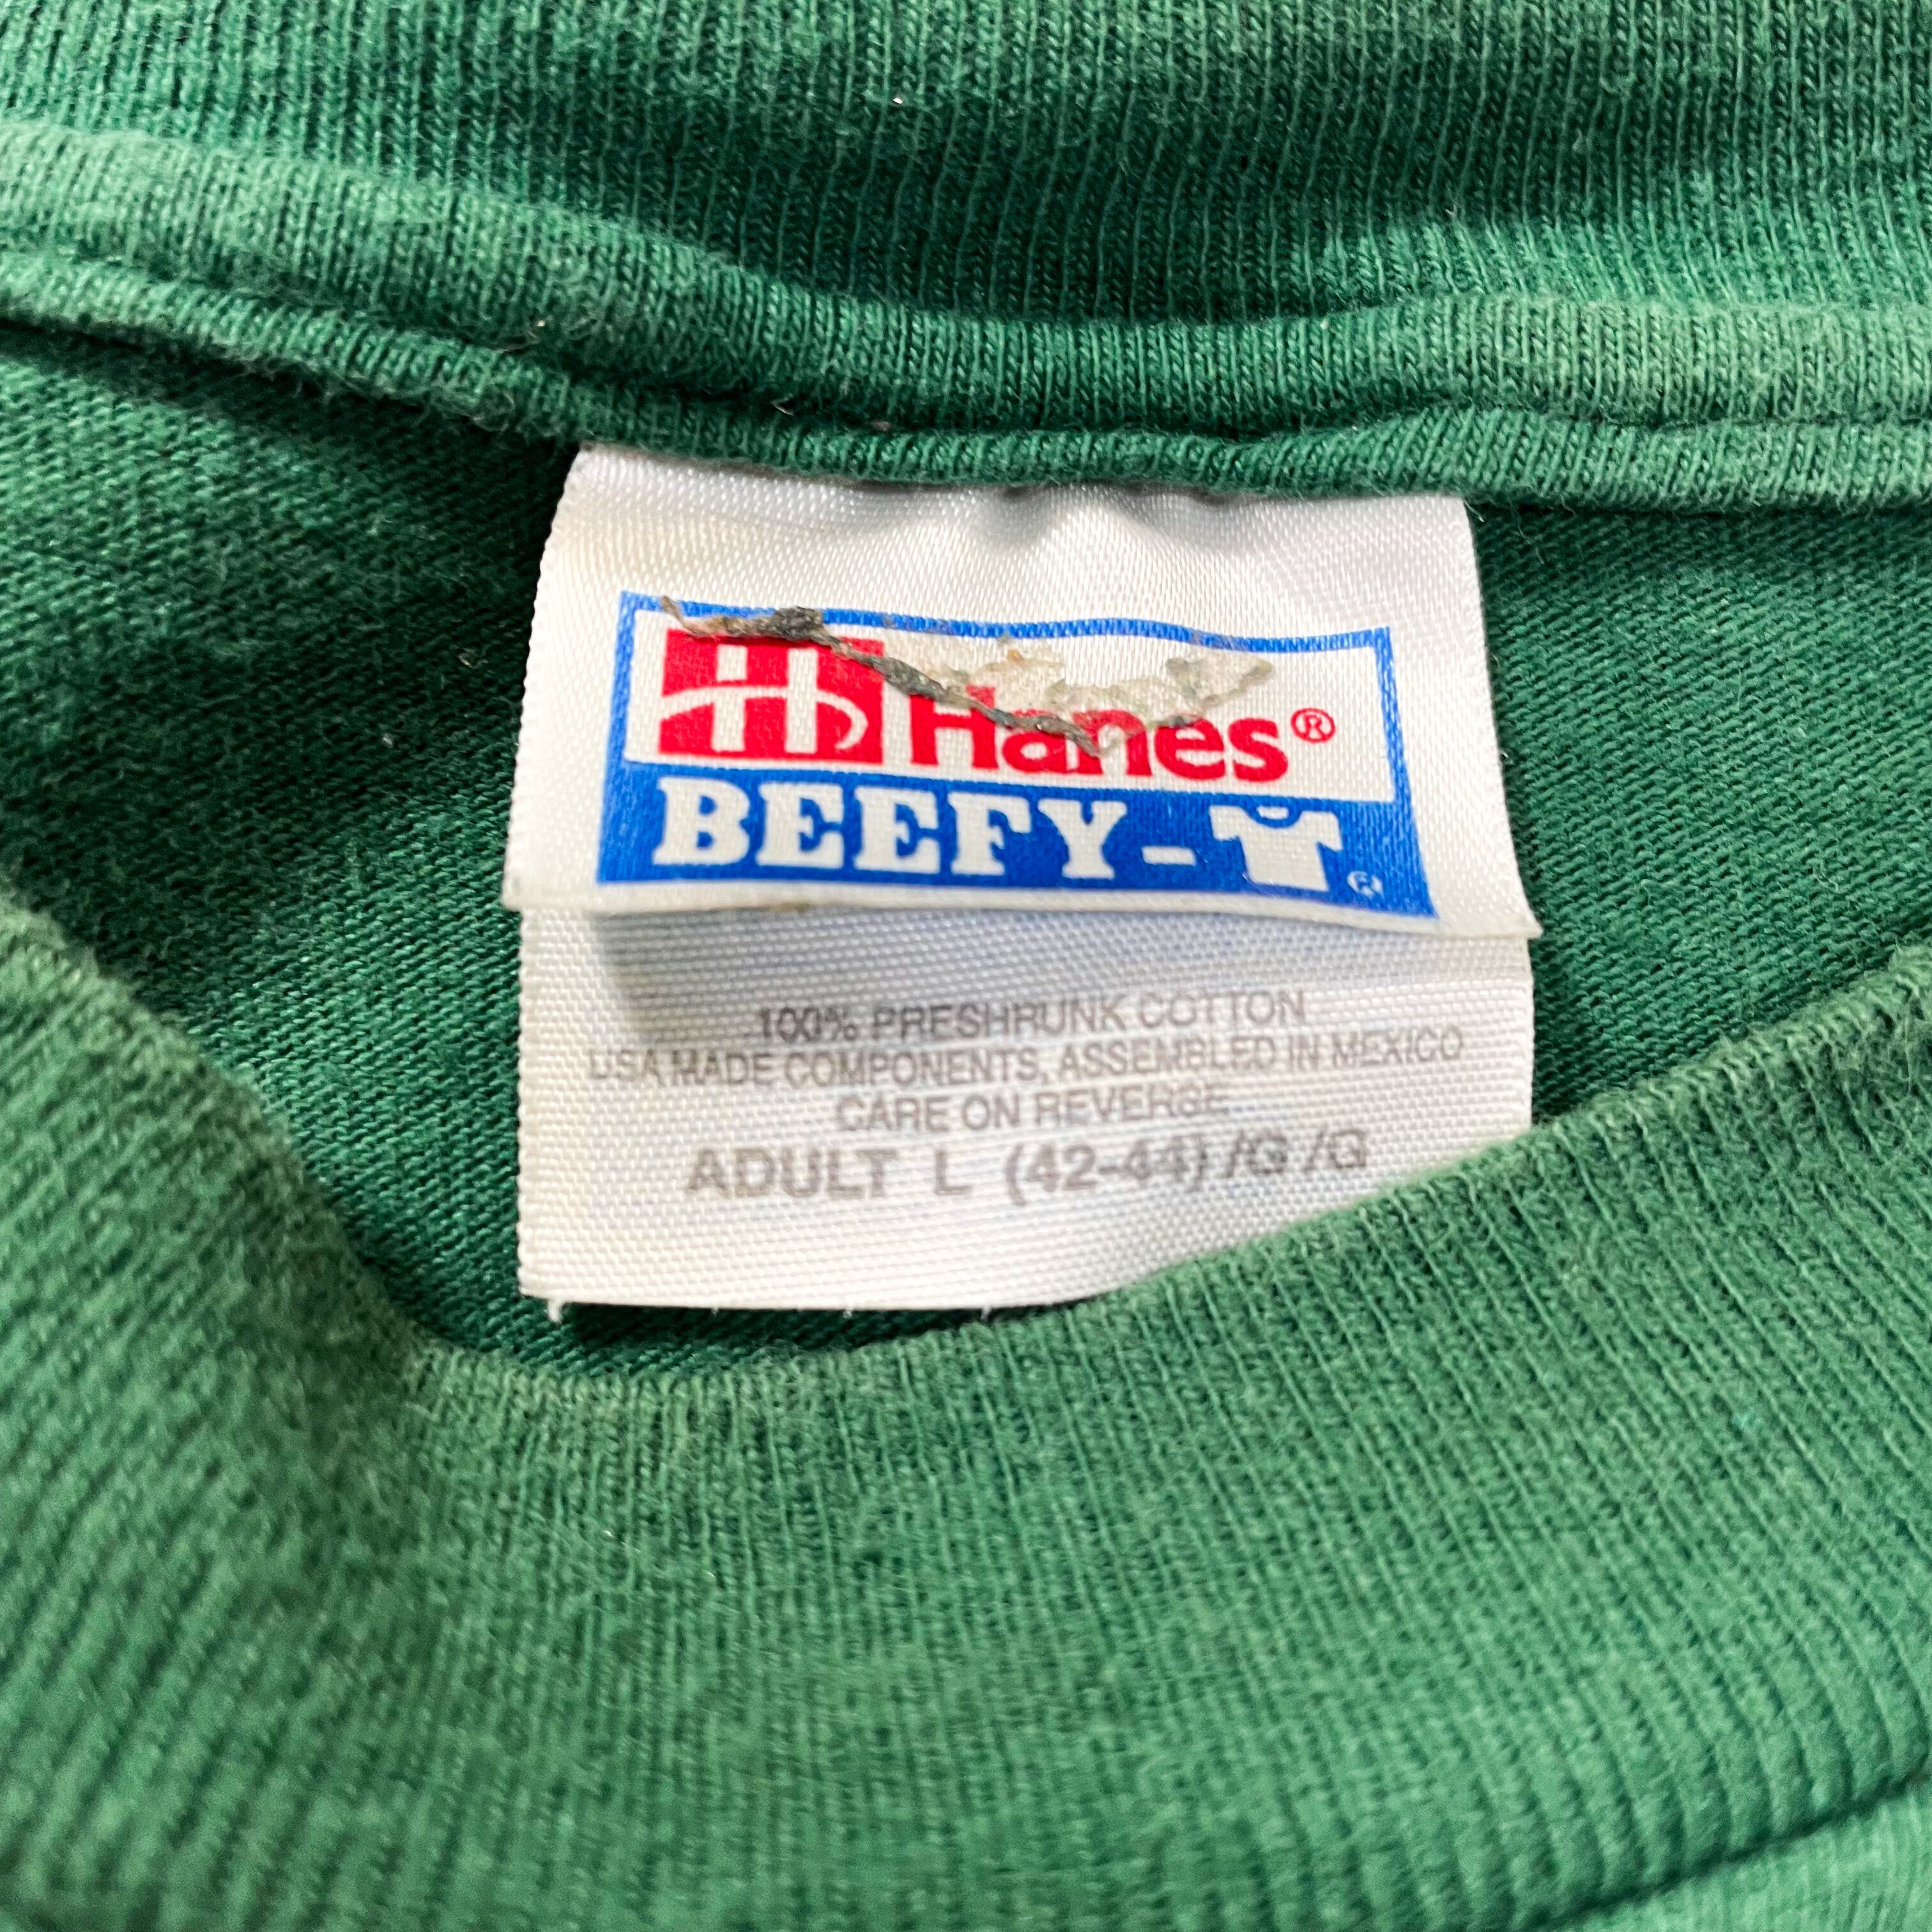 Hanes®
BEEFY-T®
100% PRESHRUNK COTTON
USA MADE COMPONENTS, ASSEMBLED IN MEXICO
CARE ON REVERSE
ADULT L (42-44) /G /G